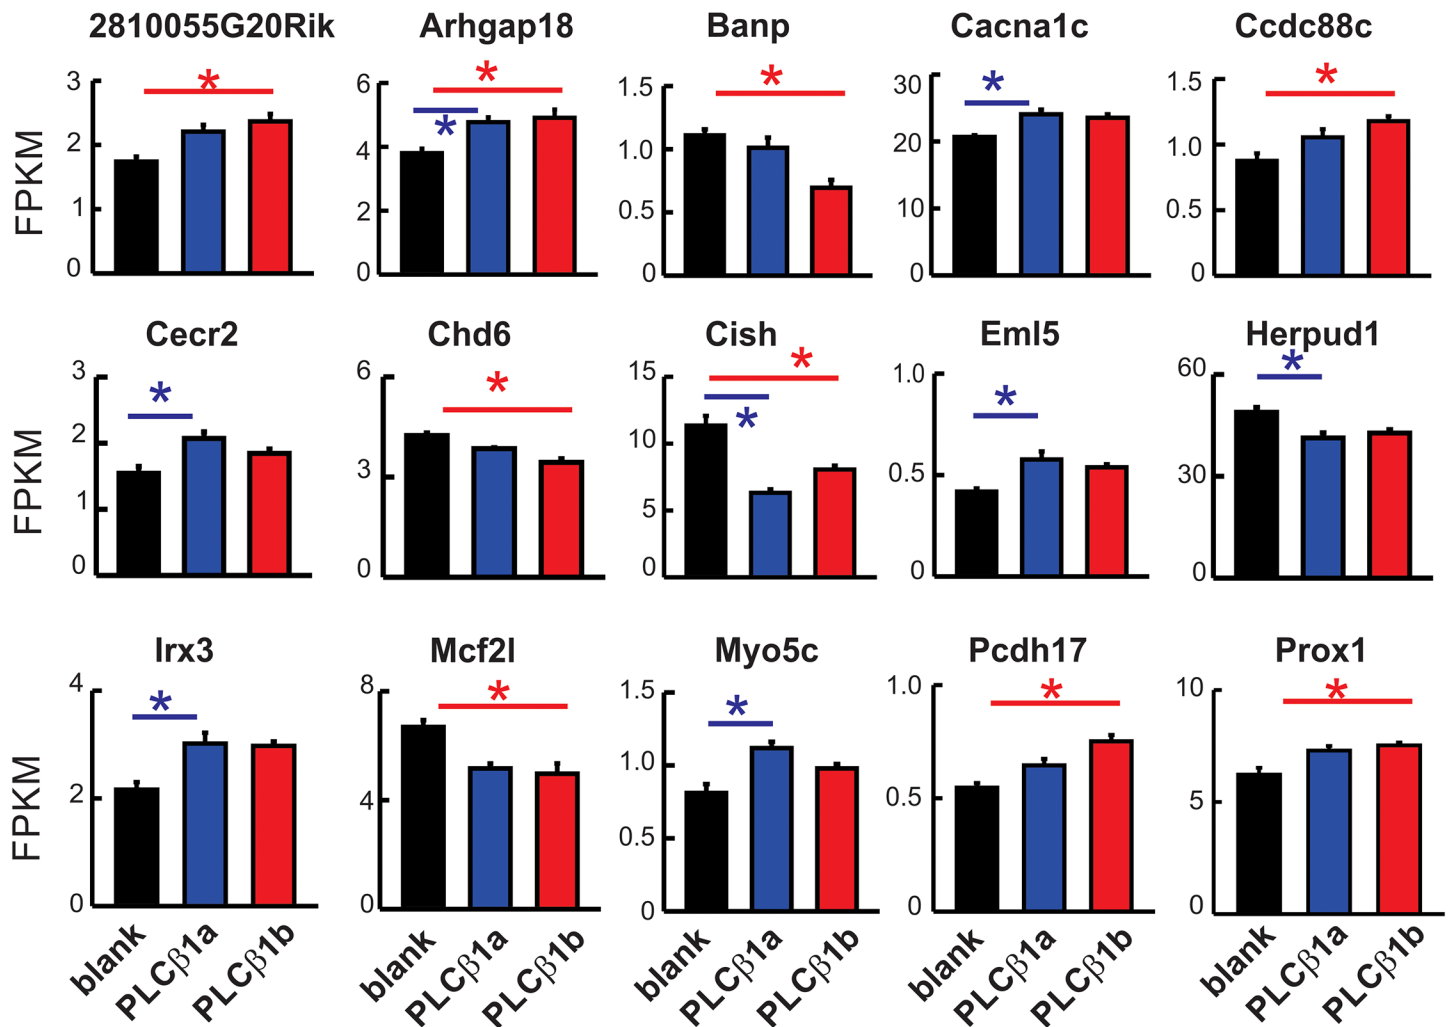 2810055G20Rik Arhgap18 Banp Cacna1c Ccdc88c
FPKM
3 2 1 0
* 
6 4 2 0
* *
1.5 1.0 0.5 0
*
30 20 10 0
*
1.5 1.0 0.5 0
*
Cecr2 Chd6 Cish Eml5 Herpud1
FPKM
3 2 1 0
*
6 3 0
*
15 10 5 0
* *
1.0 0.5 0
*
60 30 0
*
Irx3 Mcf2l Myo5c Pcdh17 Prox1
FPKM
4 2 0
*
8 4 0
*
1.5 1.0 0.5 0
*
1.0 0.5 0.0
*
10 5 0
*
blank PLCβ1a PLCβ1b blank PLCβ1a PLCβ1b blank PLCβ1a PLCβ1b blank PLCβ1a PLCβ1b blank PLCβ1a PLCβ1b